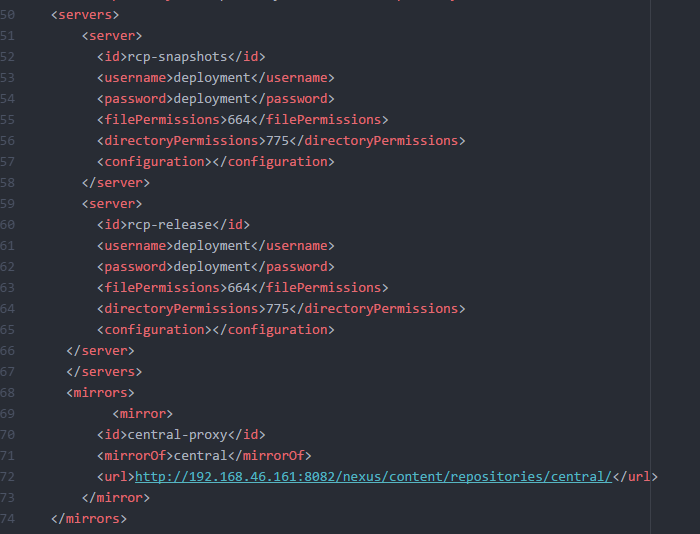 50 <servers>
51 <server>
52 <id>rcp-snapshots</id>
53 <username>deployment</username>
54 <password>deployment</password>
55 <filePermissions>664</filePermissions>
56 <directoryPermissions>775</directoryPermissions>
57 <configuration></configuration>
58 </server>
59 <server>
60 <id>rcp-release</id>
61 <username>deployment</username>
62 <password>deployment</password>
63 <filePermissions>664</filePermissions>
64 <directoryPermissions>775</directoryPermissions>
65 <configuration></configuration>
66 </server>
67 </servers>
68 <mirrors>
69 <mirror>
70 <id>central-proxy</id>
71 <mirrorOf>central</mirrorOf>
72 <url>http://192.168.46.161:8082/nexus/content/repositories/central/</url>
73 </mirror>
74 </mirrors>